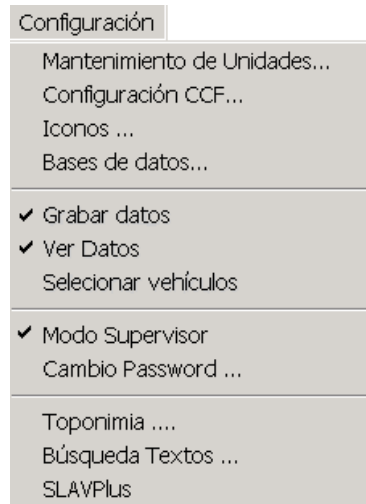 Configuración
Mantenimiento de Unidades...
Configuración CCF...
Iconos ...
Bases de datos...
Grabar datos
Ver Datos
Selecionar vehículos
Modo Supervisor
Cambio Password ...
Toponimia ....
Búsqueda Textos ...
SLAVPlus